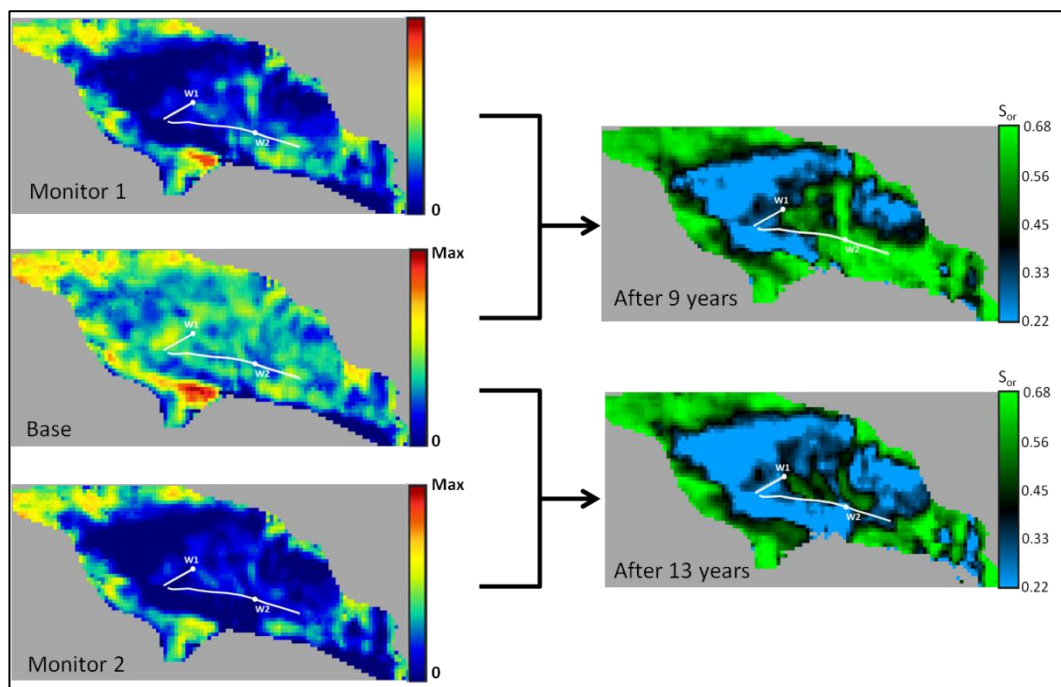 W1
W2
Monitor 1
0
Max
W1
W2
Base
0
Max
W1
W2
Monitor 2
0
Sor
0.68
0.56
0.45
0.33
0.22
W1
W2
After 9 years
Sor
0.68
0.56
0.45
0.33
0.22
W1
W2
After 13 years